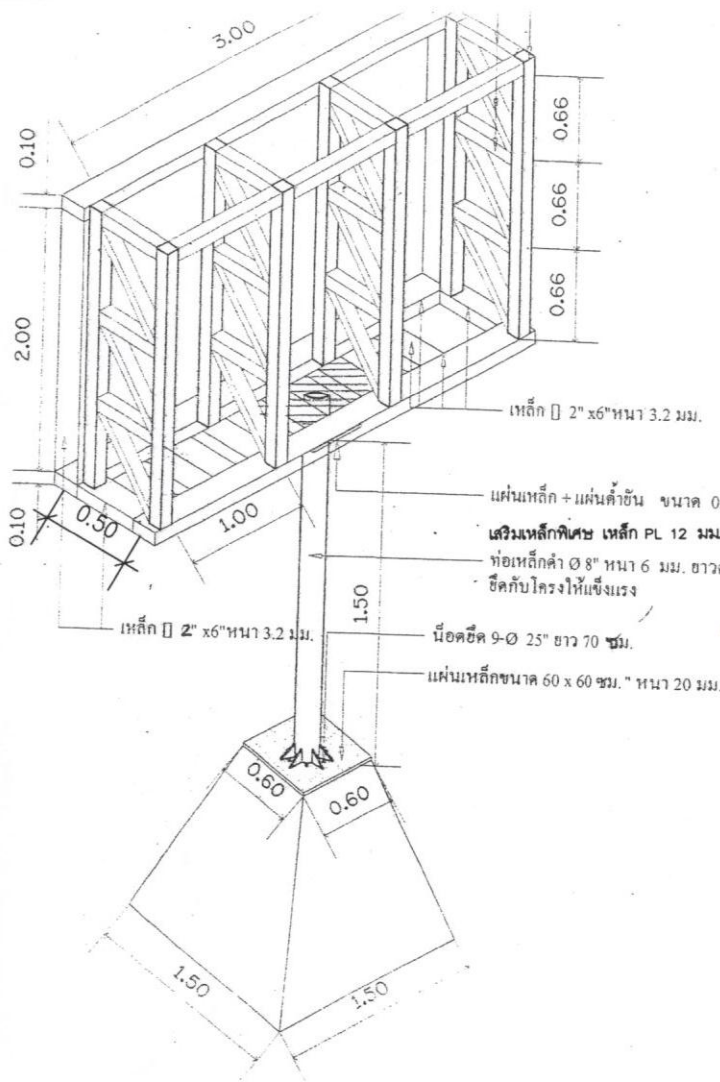 3.00
0.10
0.66
0.66
0.66
2.00
เหล็ก ▯ 2" x6"หนา 3.2 มม.
0.10
0.50
1.00
แผ่นเหล็ก + แผ่นค้ำยัน ขนาด 0
เสริมเหล็กพิเศษ เหล็ก PL 12 มม
ท่อเหล็กดำ Ø 8" หนา 6 มม.
ยึดกับโครงให้แข็งแรง
1.50
เหล็ก ▯ 2" x6"หนา 3.2 มม.
น็อตยึด 9-Ø 25" ยาว 70 ซม.
แผ่นเหล็กขนาด 60 x 60 ซม." หนา 20 มม.
0.60
0.60
1.50
1.50